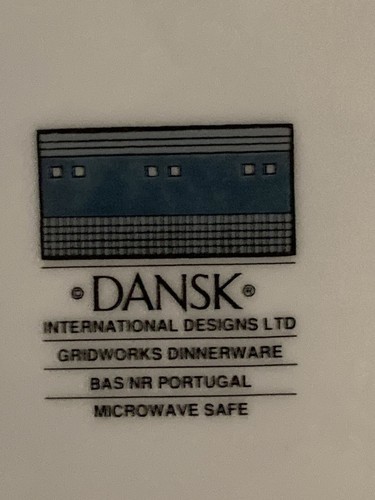 © DANSK ®
INTERNATIONAL DESIGNS LTD
GRIDWORKS DINNERWARE
BAS NR PORTUGAL
MICROWAVE SAFE